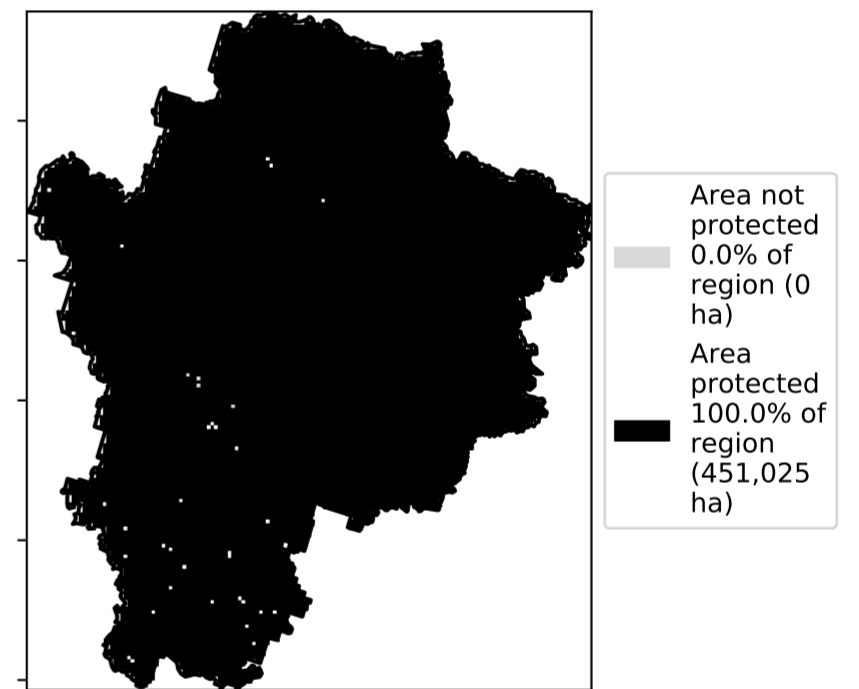 Area not
protected
0.0% of
region (0
ha)
Area
protected
100.0% of
region
(451,025
ha)